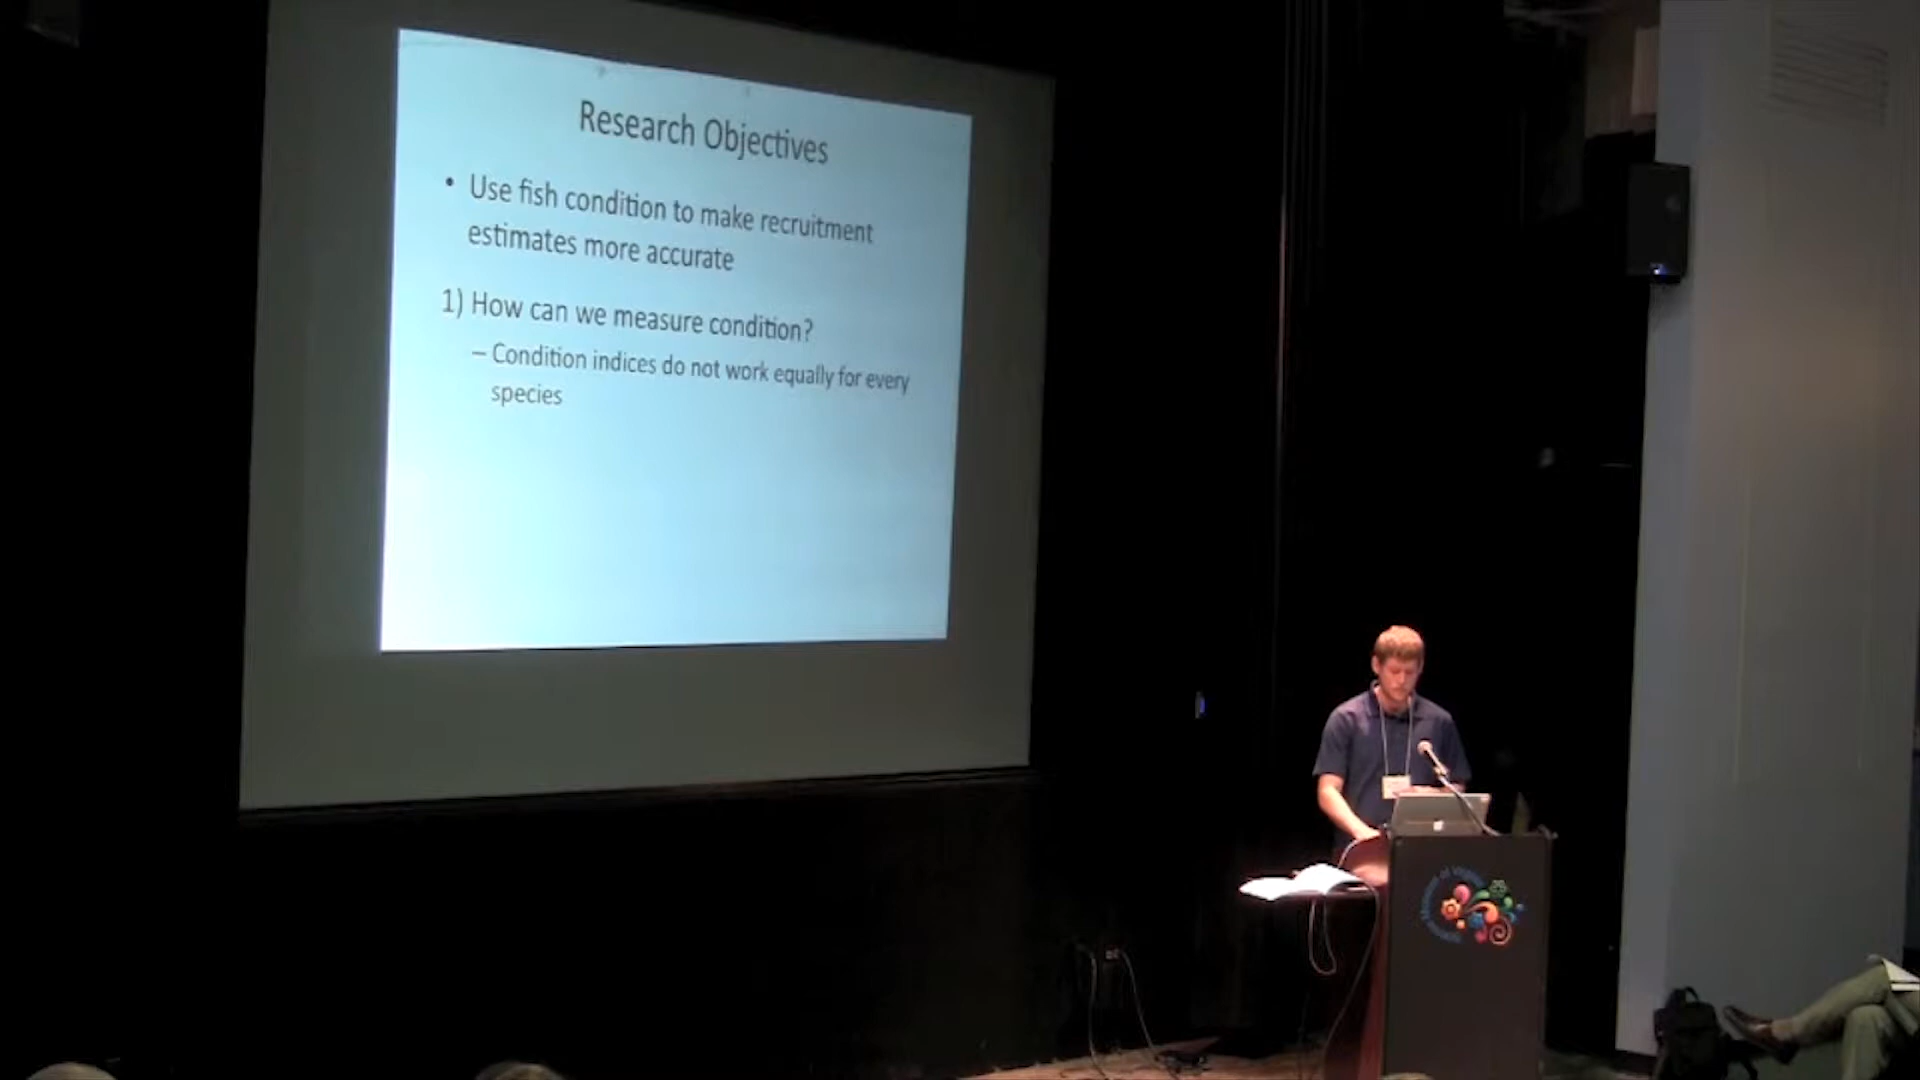 Research Objectives
• Use fish condition to make recruitment
estimates more accurate
1) How can we measure condition?
– Condition indices do not work equally for every
species